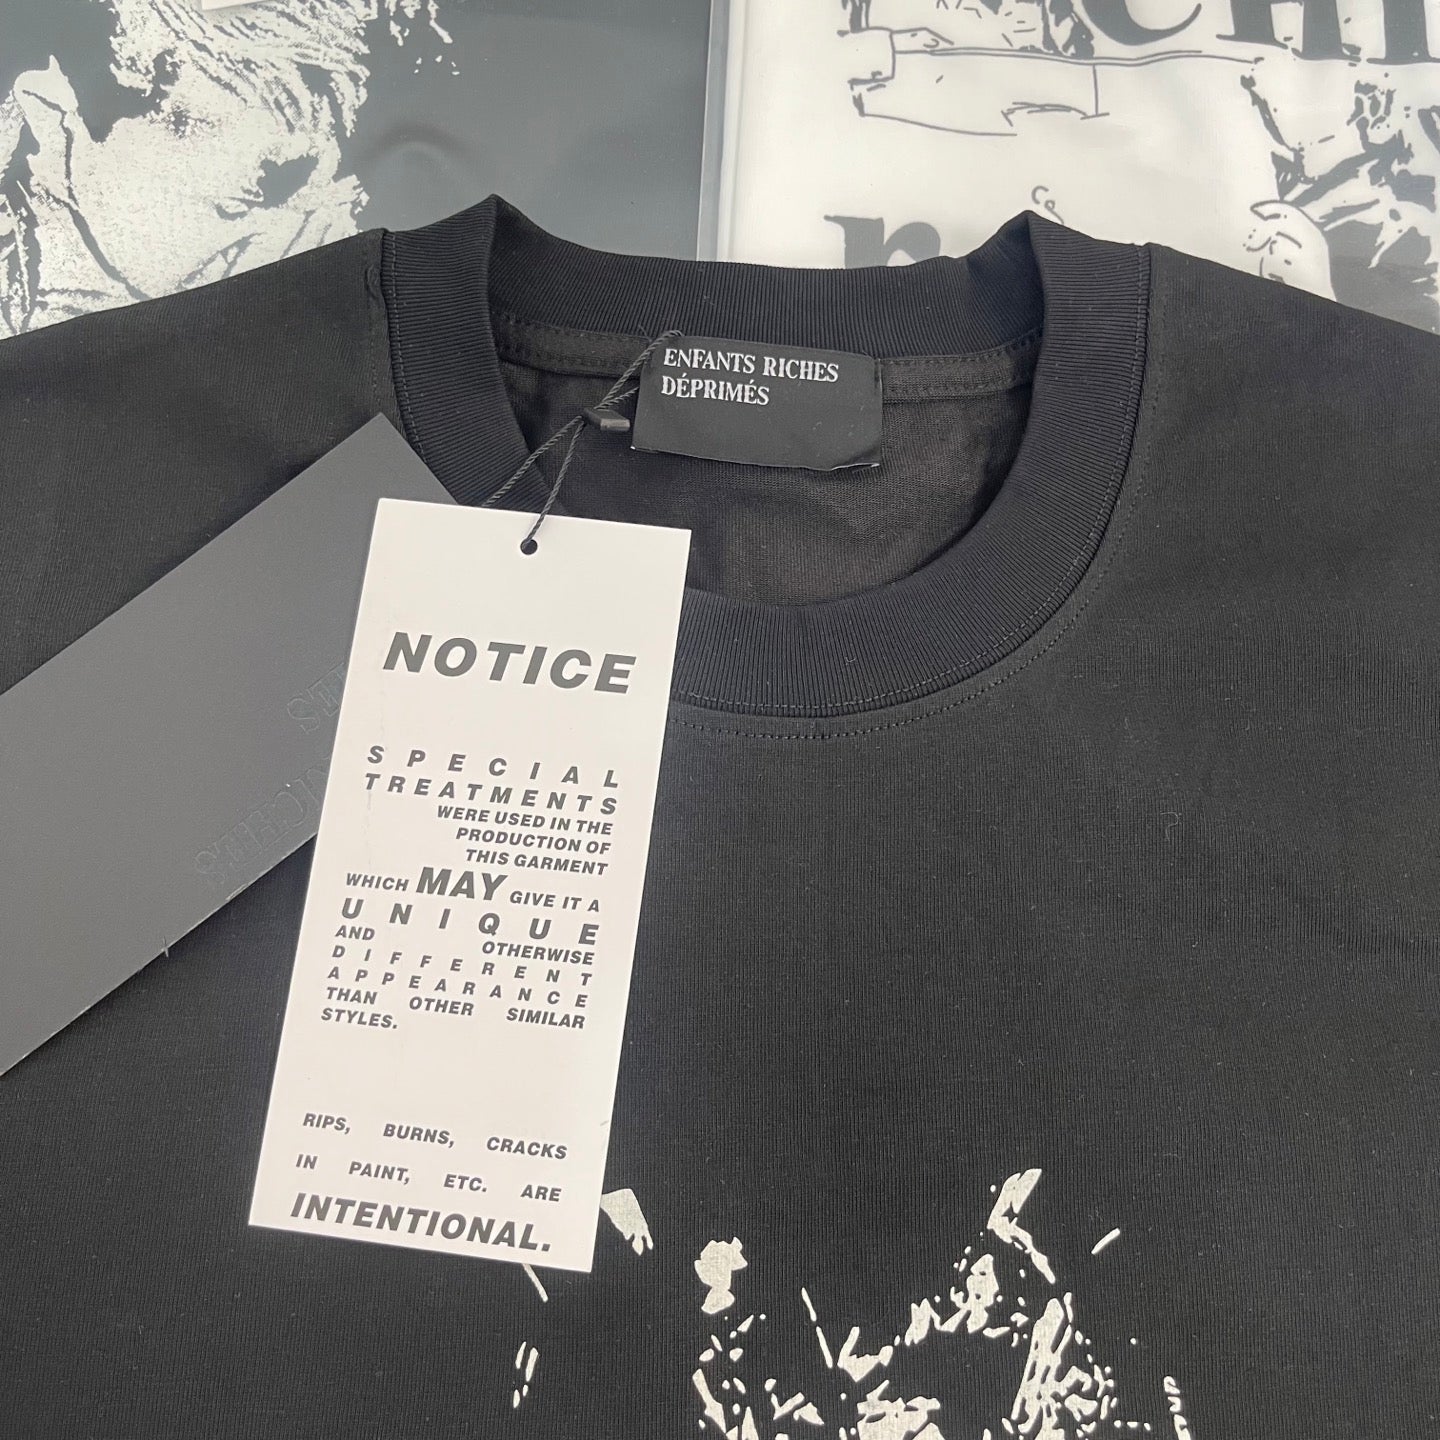 ENFANTS RICHES
DÉPRIMÉS
NOTICE
SPECIAL
TREATMENTS
WERE USED IN THE
PRODUCTION OF
THIS GARMENT
WHICH MAY GIVE IT A
UNIQUE
AND OTHERWISE
DIFFERENT
APPEARANCE
THAN OTHER SIMILAR
STYLES.
RIPS, BURNS, CRACKS
IN PAINT, ETC. ARE
INTENTIONAL.